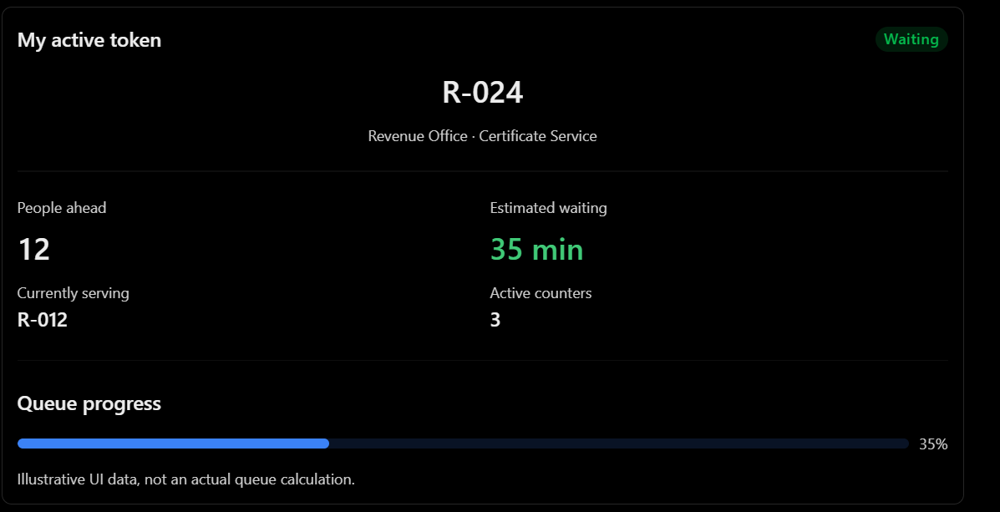 My active token
Waiting
R-024
Revenue Office · Certificate Service
People ahead
Estimated waiting
12
35 min
Currently serving
Active counters
R-012
3
Queue progress
35%
Illustrative UI data, not an actual queue calculation.